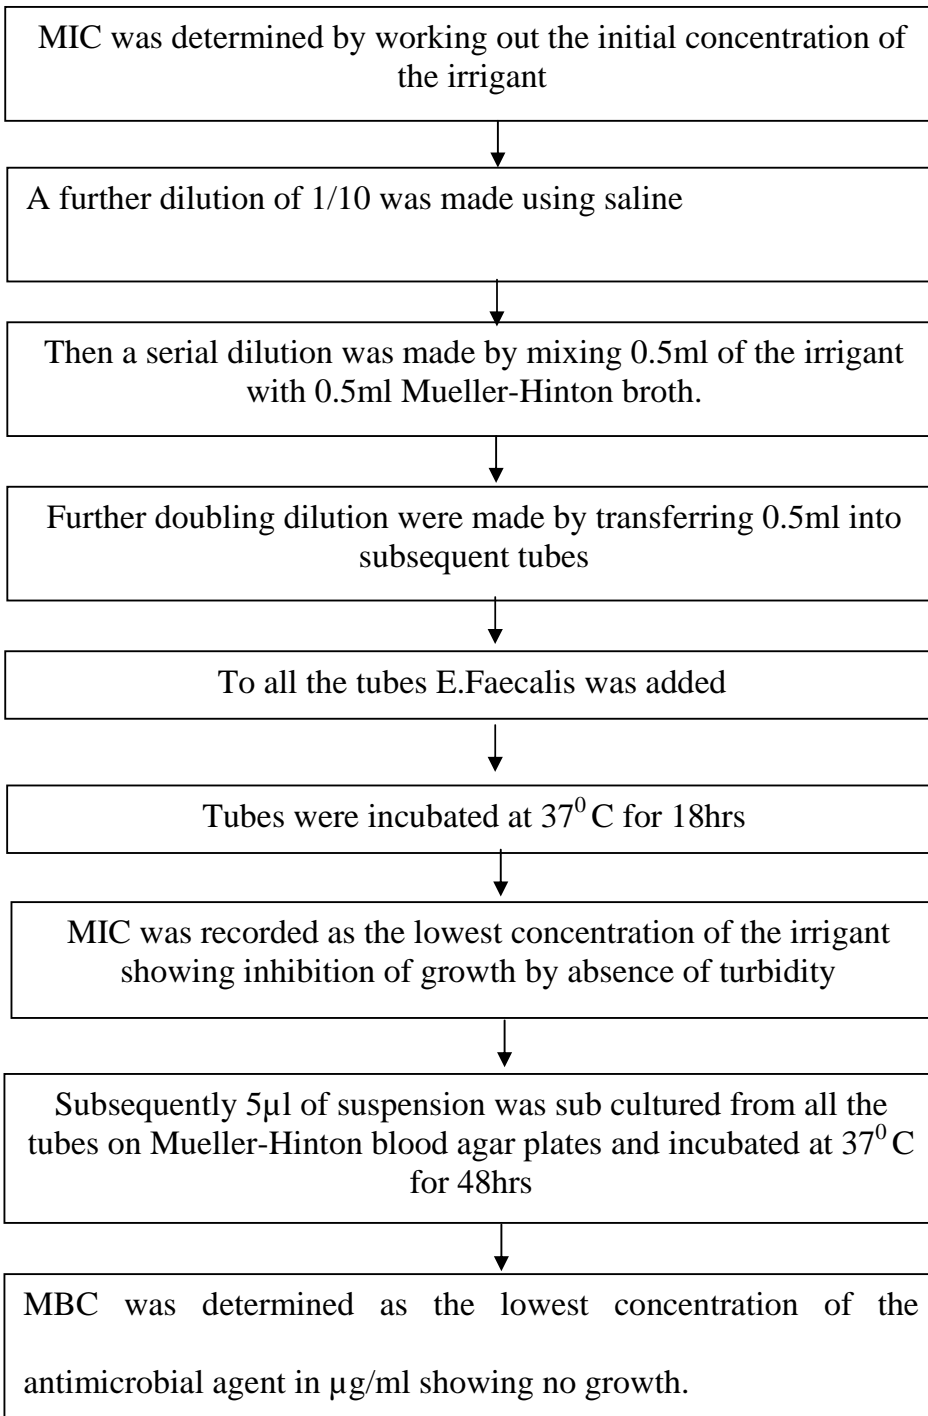 MIC was determined by working out the initial concentration of
the irrigant
A further dilution of 1/10 was made using saline
Then a serial dilution was made by mixing 0.5ml of the irrigant
with 0.5ml Mueller-Hinton broth.
Further doubling dilution were made by transferring 0.5ml into
subsequent tubes
To all the tubes E.Faecalis was added
Tubes were incubated at 37⁰ C for 18hrs
MIC was recorded as the lowest concentration of the irrigant
showing inhibition of growth by absence of turbidity
Subsequently 5µl of suspension was sub cultured from all the
tubes on Mueller-Hinton blood agar plates and incubated at 37⁰ C
for 48hrs
MBC was determined as the lowest concentration of the
antimicrobial agent in µg/ml showing no growth.